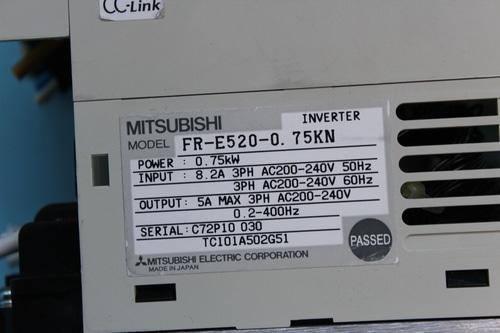 CC-Link
INVERTER
MITSUBISHI
MODEL FR-E520-0.75KN
POWER : 0.75kW
INPUT : 8.2A 3PH AC200-240V 50Hz
3PH AC200-240V 60Hz
OUTPUT: 5A MAX 3PH AC200-240V
0.2-400Hz
SERIAL: C72P10 030
TC101A502G51
PASSED
MITSUBISHI ELECTRIC CORPORATION
MADE IN JAPAN